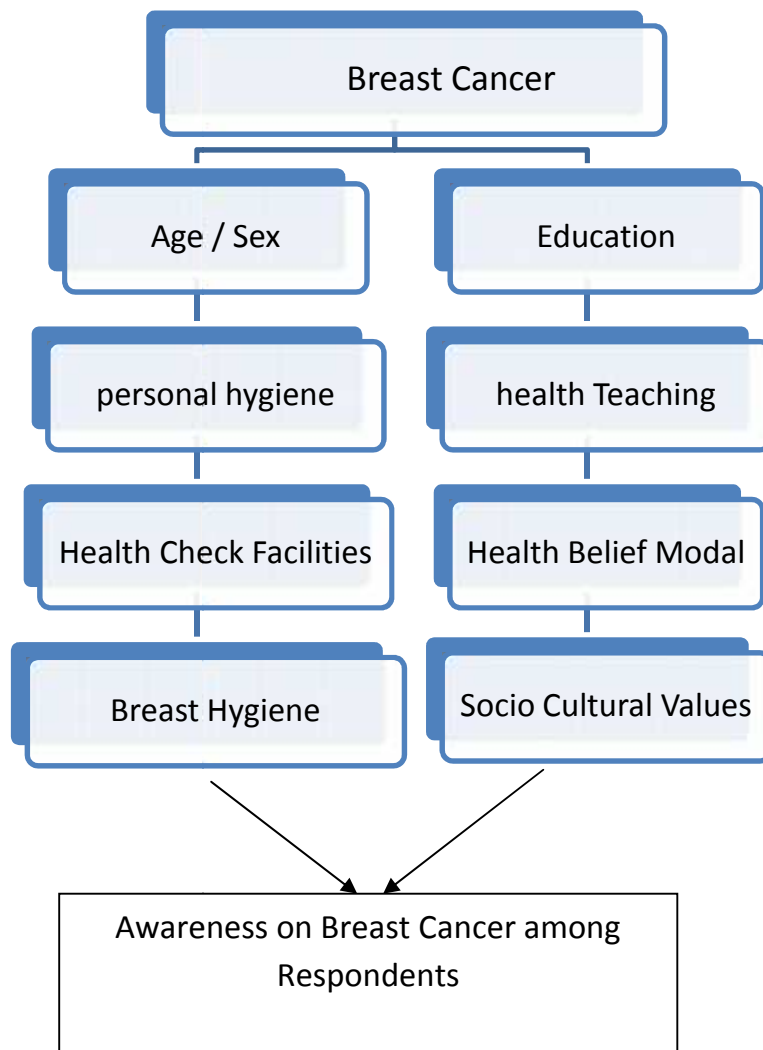 Breast Cancer
Age / Sex
Education
personal hygiene
health Teaching
Health Check Facilities
Health Belief Modal
Breast Hygiene
Socio Cultural Values
Awareness on Breast Cancer among
Respondents